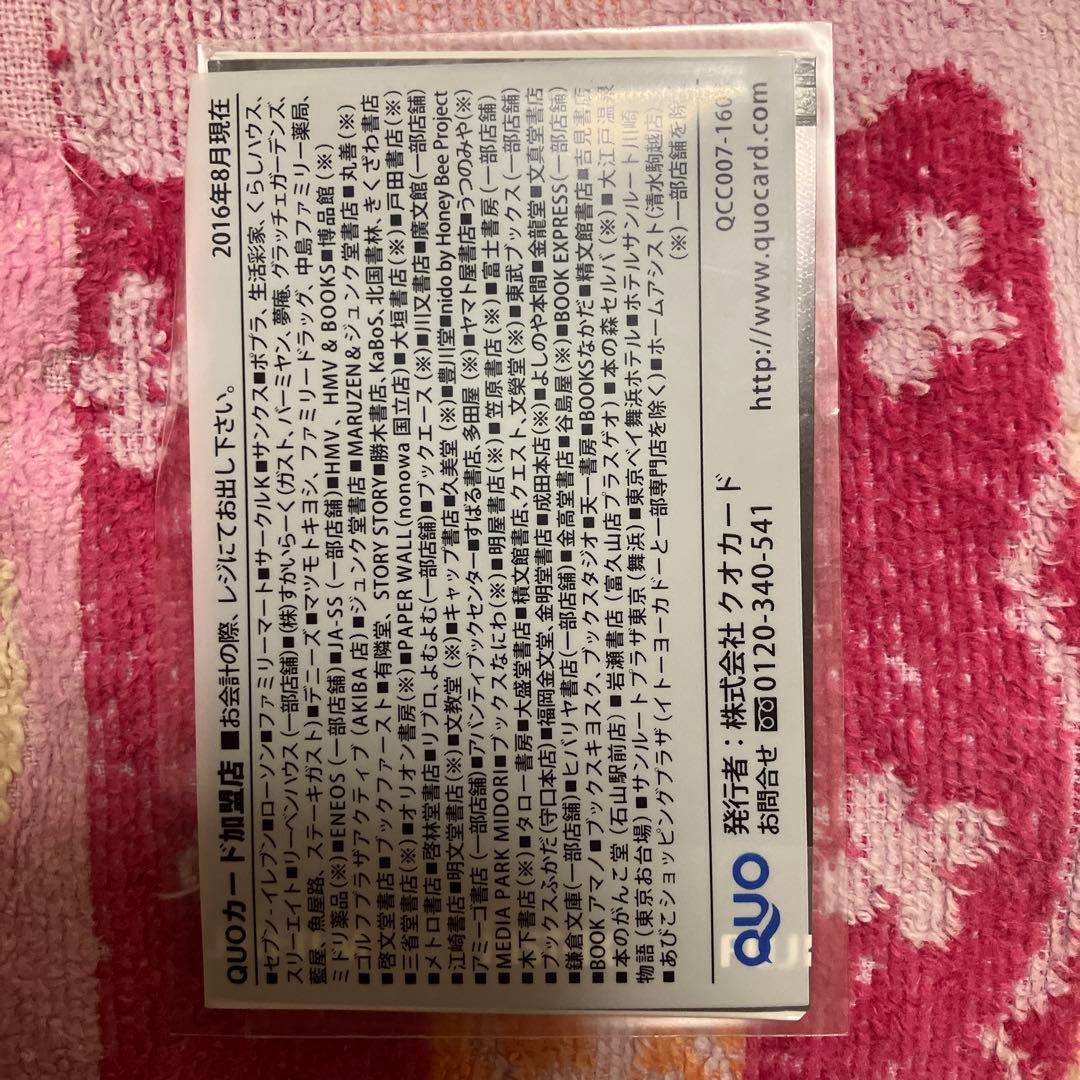 QUOカード加盟店 ■お会計の際、レジにてお出し下さい。 2016年8月現在
■セブン-イレブン■ローソン■ファミリーマート■サークルK■サンクス■ポプラ、生活彩家、くらしハウス、
スリーエイト■リーベンハウス(一部店舗)■(株)すかいらーく(ガスト、バーミヤン、夢庵、グラッチェガーデンズ、
藍屋、魚屋路、ステーキガスト)■デニーズ■マツモトキヨシ、ファミリードラッグ、中島ファミリー薬局、
ミドリ薬品(※)■ENEOS(一部店舗)■JA-SS(一部店舗)■HMV、HMV & BOOKS■博品館(※)
■ゴルフプラザアクティブ(AKIBA店)■ジュンク堂書店■MARUZEN&ジュンク堂書店■丸善(※)
■啓文堂書店■ブックファースト■有隣堂、STORY STORY■勝木書店、KaBoS、北国書林、きくざわ書店
■三省堂書店(※)■オリオン書房(※)■PAPER WALL(nonowa 国立店)■大垣書店(※)■戸田書店(※)
■メトロ書店■啓林堂書店■リブロ、よむよむ(一部店舗)■ブックエース(※)■川又書店■廣文館(一部店舗)
■江崎書店■明文堂書店(※)■文教堂(※)■キャップ書店■久美堂(※)■豊川堂■nido by Honey Bee Project
■アミーゴ書店(一部店舗)■アバンティブックセンター■すばる書店、多田屋(※)■ヤマト屋書店■うつのみや(※)
■MEDIA PARK MIDORI■ブックスなにわ(※)■明屋書店(※)■笠原書店(※)■富士書房(一部店舗)
■木下書店(※)■タロー書房■大盛堂書店■積文館書店、クエスト、文榮堂(※)■東武ブックス(一部店舗)
■ブックスふかだ(守口本店)■福岡金文堂、金明堂書店■成田本店(※)■よしのや本間■金龍堂■文真堂書店
■鎌倉文庫(一部店舗)■ヒバリヤ書店(一部店舗)■金高堂書店■谷島屋(※)■BOOK EXPRESS(一部店舗)
■BOOK アマノ■ブックスキヨスク、ブックスタジオ■天一書房■BOOKSなかだ■精文館書店■吉見書店
■本のがんこ堂(石山駅前店)■岩瀬書店(富久山店プラスゲオ)■本の森 セルバ(※)■大江戸温泉
物語(東京お台場)■サンルートプラザ東京(舞浜)■東京ベイ舞浜ホテル■ホテルサンルート川崎
■あびこショッピングプラザ(イトーヨーカドーと一部専門店を除く)■ホームアシスト(清水駒越店)
(※)一部店舗を除く
QCC007-160
QUO 発行者：株式会社 クオカード
お問合せ 0120-340-541 http://www.quocard.com